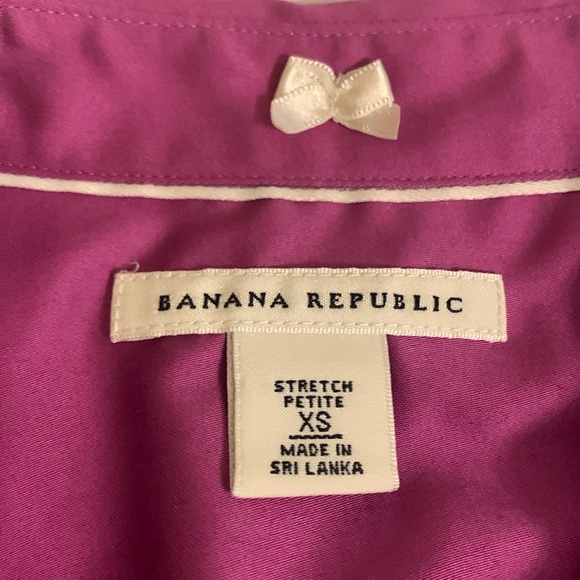 BANANA REPUBLIC
STRETCH
PETITE
XS
MADE IN
SRI LANKA